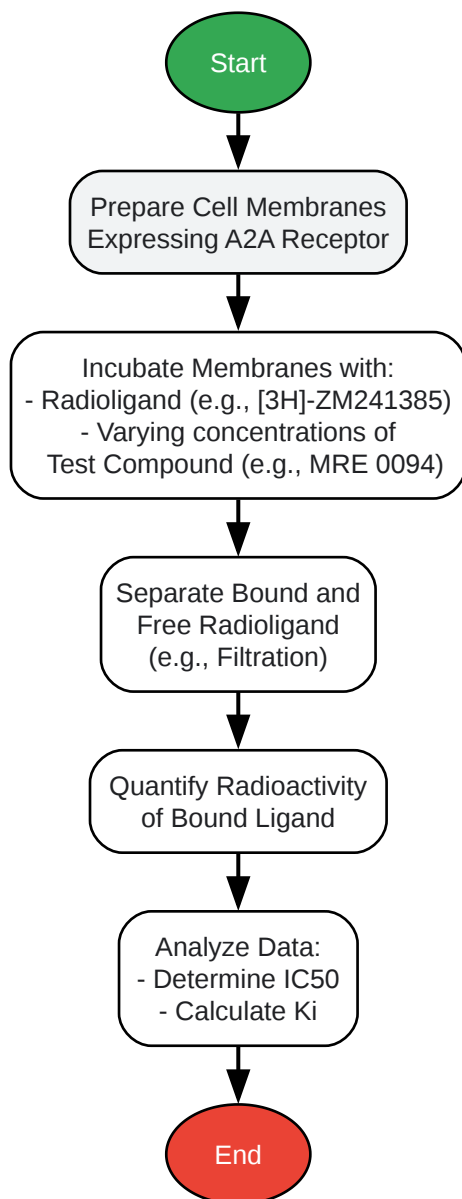 Start
Prepare Cell Membranes
Expressing A2A Receptor
Incubate Membranes with:
- Radioligand (e.g., [3H]-ZM241385)
- Varying concentrations of
Test Compound (e.g., MRE 0094)
Separate Bound and
Free Radioligand
(e.g., Filtration)
Quantify Radioactivity
of Bound Ligand
Analyze Data:
- Determine IC50
- Calculate Ki
End